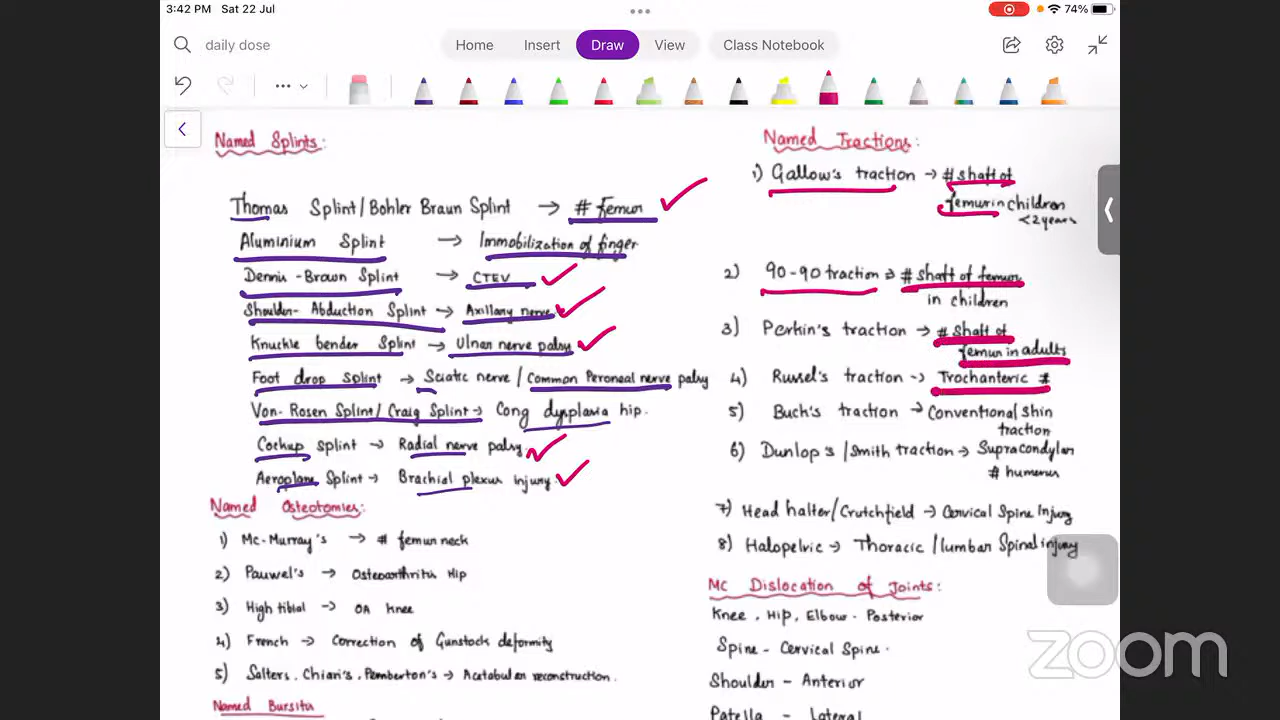 3:42 PM Sat 22 Jul
74%
daily dose
Home Insert Draw View Class Notebook
Named Splints:
Thomas Splint/Bohler Braun Splint → # femur
Aluminium Splint → Immobilization of finger
Dennis-Brown Splint → CTEV
Shoulder-Abduction Splint → Axillary nerve
Knuckle bender Splint → Ulnar nerve palsy
Foot drop splint → Sciatic nerve / Common Peroneal nerve palsy
Von-Rosen Splint/ Craig Splint → Cong dysplasia hip.
Cockup splint → Radial nerve palsy
Aeroplane Splint → Brachial plexus injury
Named Osteotomies:
1) Mc-Murray's → # femur neck
2) Pauwel's → Osteoarthritis Hip
3) High tibial → OA knee
4) French → Correction of Gunstock deformity
5) Salters, Chiari's, Pemberton's → Acetabular reconstruction.
Named Bursitis
Named Tractions:
1) Gallow's traction → # shaft of
femur in children
<2 years
2) 90-90 traction → # shaft of femur
in children
3) Perkin's traction → # shaft of
femur in adults
4) Russel's traction → Trochanteric #
5) Buch's traction → Conventional shin
traction
6) Dunlop's /Smith traction → Supracondylar
# humerus
7) Head halter/Crutchfield → Cervical Spine Injury
8) Halopelvic → Thoracic /lumbar Spinal injury
MC Dislocation of Joints:
Knee, Hip, Elbow - Posterior
Spine - Cervical Spine.
Shoulder - Anterior
Patella - Lateral
zoom